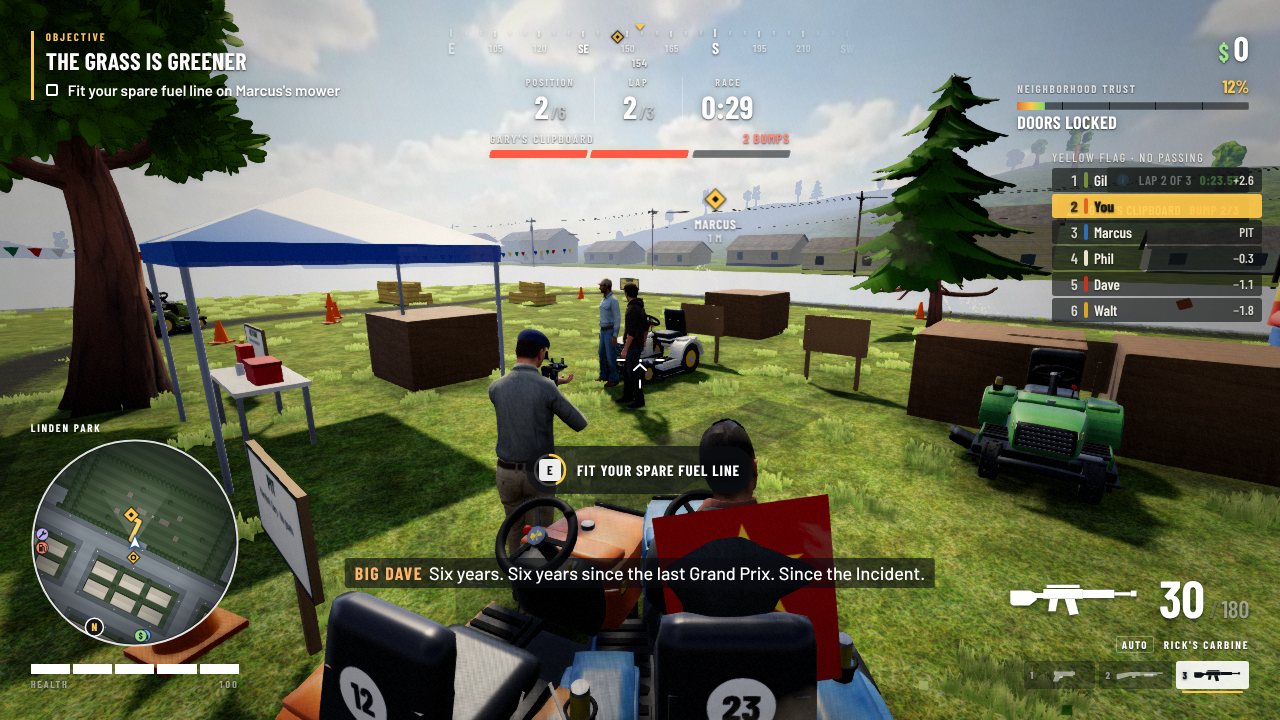 OBJECTIVE
THE GRASS IS GREENER
Fit your spare fuel line on Marcus's mower
E 105 120 SE 150 165 S 195 210 SW
154
POSITION LAP RACE
2/6 2/3 0:29
GARY'S CLIPBOARD 2 BUMPS
$ 0
NEIGHBORHOOD TRUST 12%
DOORS LOCKED
YELLOW FLAG · NO PASSING
1 Gil LAP 2 OF 3 +2.6
2 You CLIPBOARD BUMP 2/3
3 Marcus PIT
4 Phil −0.3
5 Dave −1.1
6 Walt −1.8
MARCUS
1 M
E FIT YOUR SPARE FUEL LINE
BIG DAVE Six years. Six years since the last Grand Prix. Since the Incident.
LINDEN PARK
N
$
HEALTH 100
12
23
30 / 180
AUTO RICK'S CARBINE
1 2 3